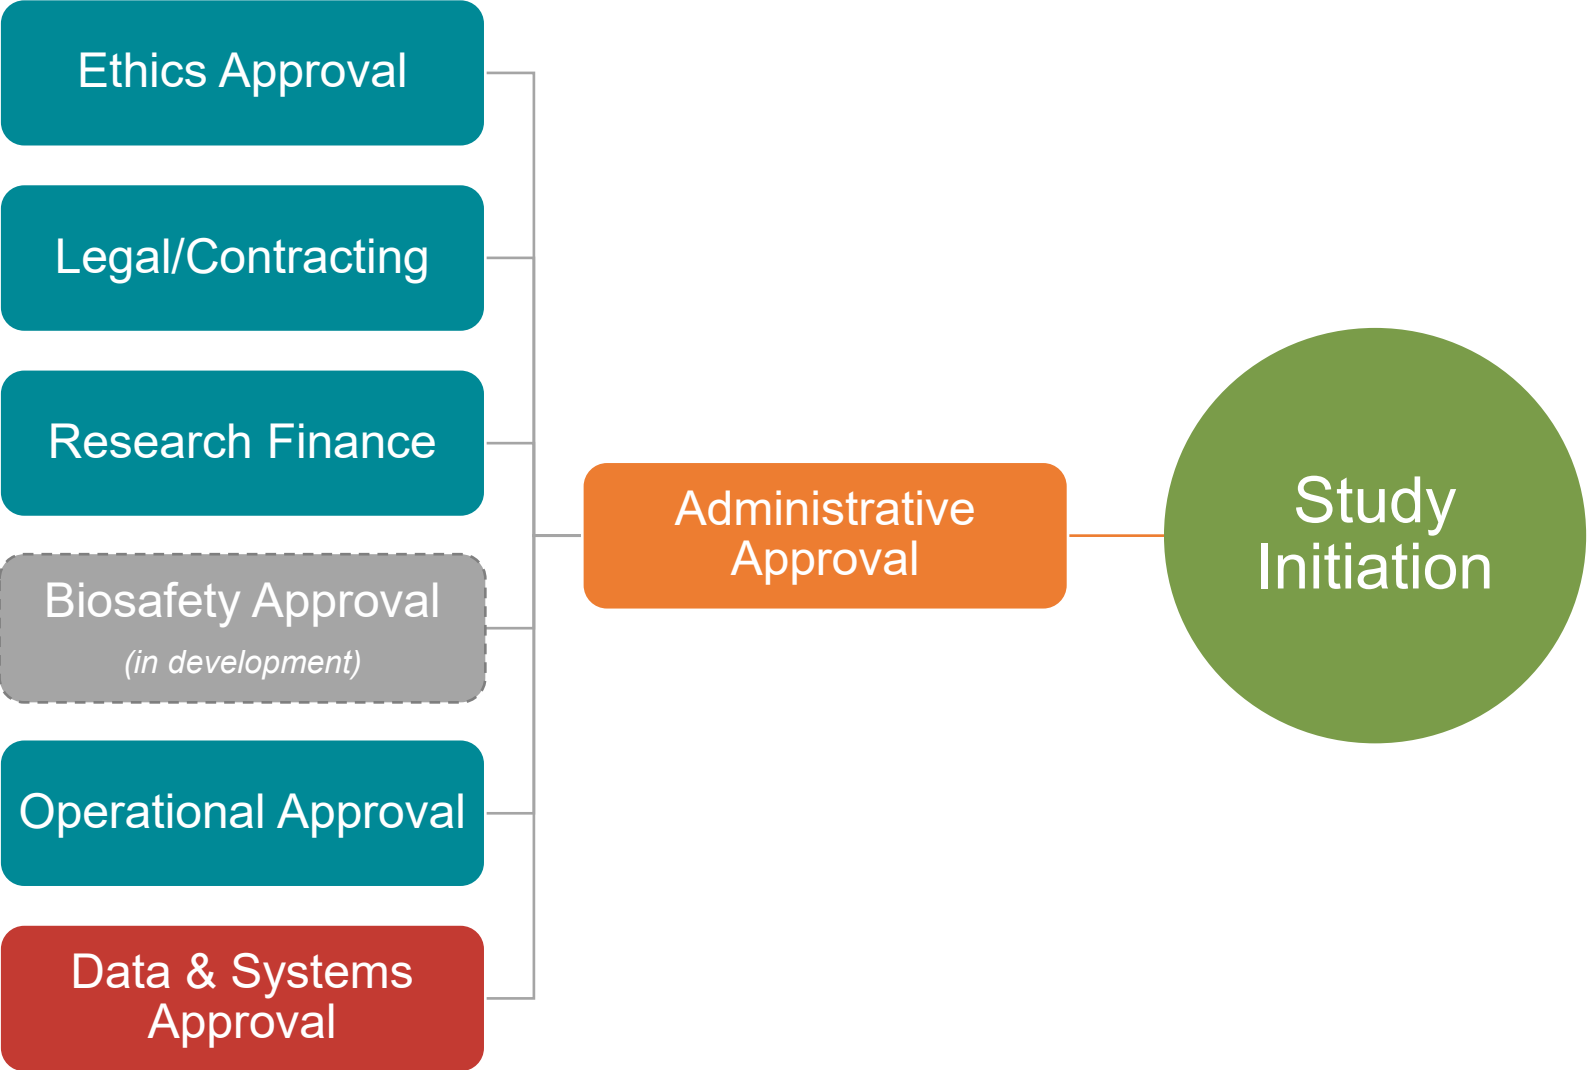 Ethics Approval
Legal/Contracting
Research Finance
Biosafety Approval
(in development)
Operational Approval
Data & Systems
Approval
Administrative
Approval
Study
Initiation